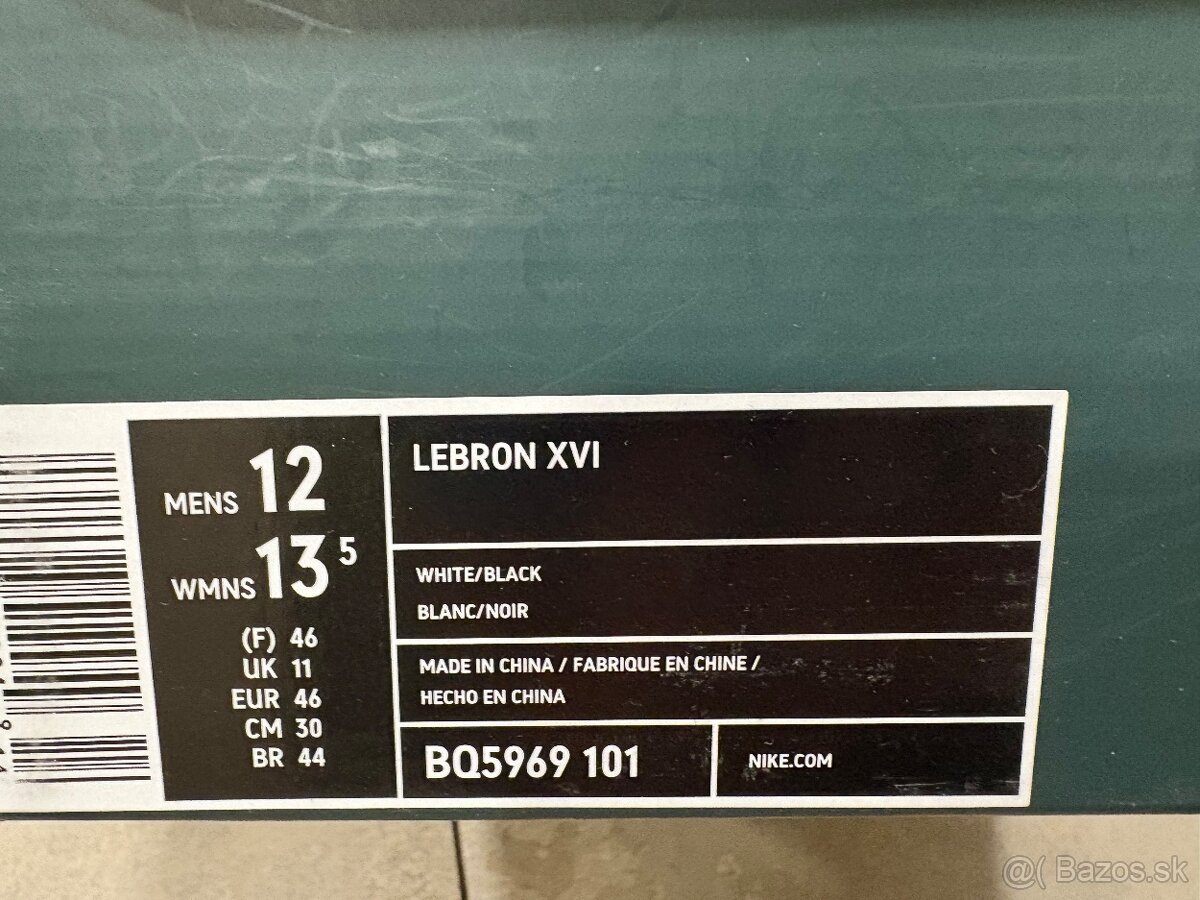 MENS 12
WMNS 13 5
(F) 46
UK 11
EUR 46
CM 30
BR 44
LEBRON XVI
WHITE/BLACK
BLANC/NOIR
MADE IN CHINA / FABRIQUE EN CHINE /
HECHO EN CHINA
BQ5969 101
NIKE.COM
@( Bazos.sk